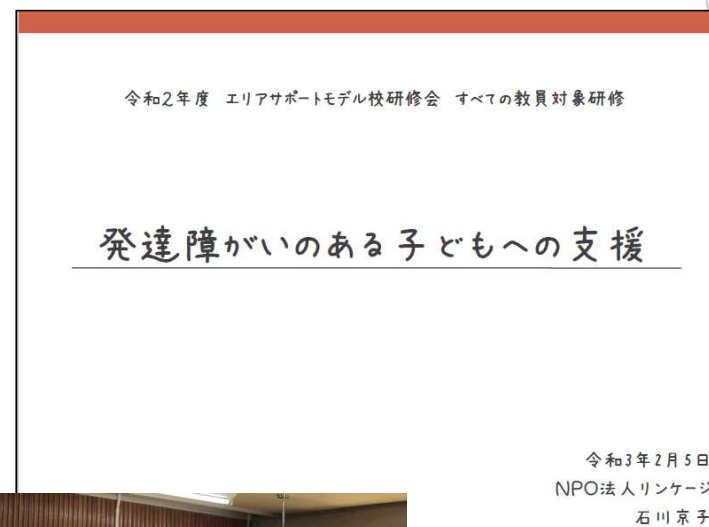 令和2年度 エリアサポートモデル校研修会 すべての教員対象研修
発達障がいのある子どもへの支援
令和3年2月5日
NPO法人リンケージ
石川京子